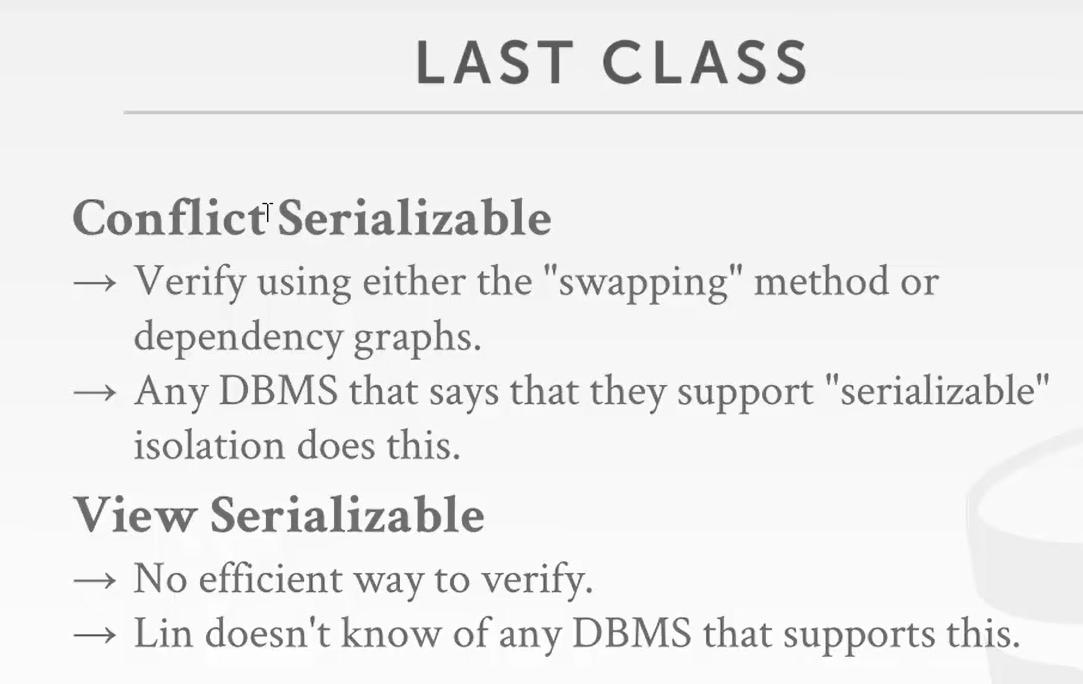 LAST CLASS
Conflict Serializable
→ Verify using either the "swapping" method or
dependency graphs.
→ Any DBMS that says that they support "serializable"
isolation does this.
View Serializable
→ No efficient way to verify.
→ Lin doesn't know of any DBMS that supports this.